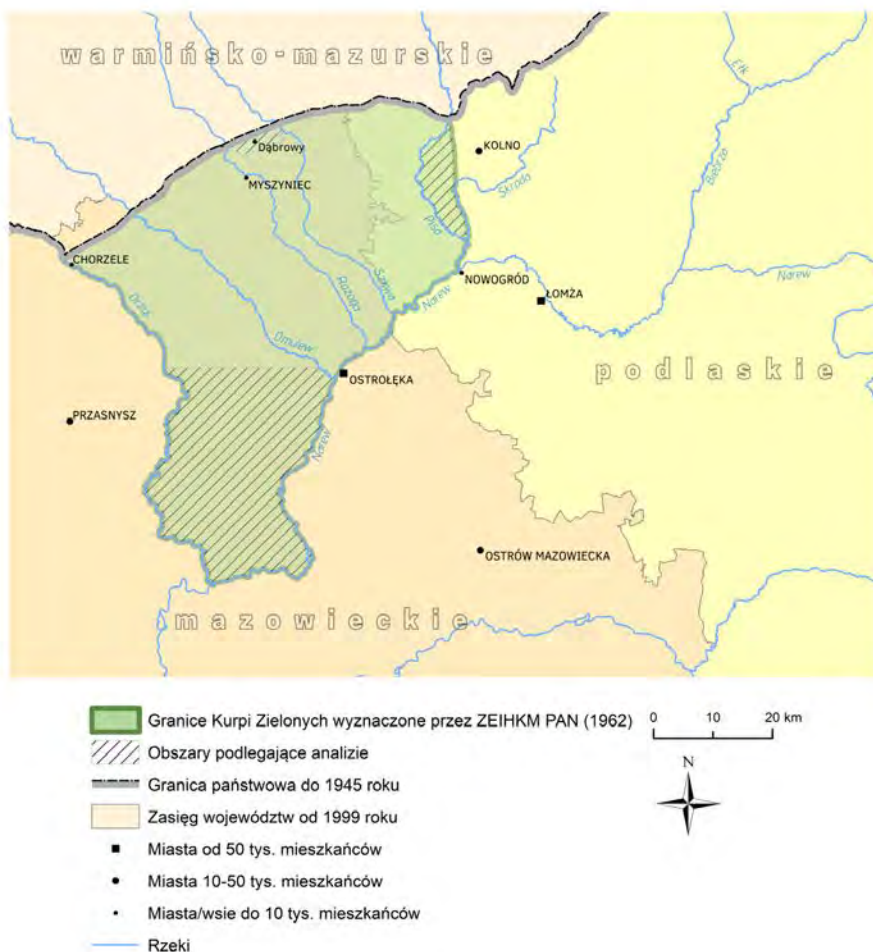 warmińsko-mazurskie
Ełk
Dąbrowy
KOLNO
Biebrza
MYSZYNIEC
Skroda
Pisa
CHORZELE
Szkwa
Rozoga
NOWOGRÓD
Narew
Narew
ŁOMŻA
Orzyc
Omulew
podlaskie
OSTROŁĘKA
PRZASNYSZ
Narew
OSTRÓW MAZOWIECKA
mazowieckie
Granice Kurpi Zielonych wyznaczone przez ZEIHKM PAN (1962)
0 10 20 km
Obszary podlegające analizie
Granica państwowa do 1945 roku
N
Zasięg województw od 1999 roku
Miasta od 50 tys. mieszkańców
Miasta 10-50 tys. mieszkańców
Miasta/wsie do 10 tys. mieszkańców
Rzeki